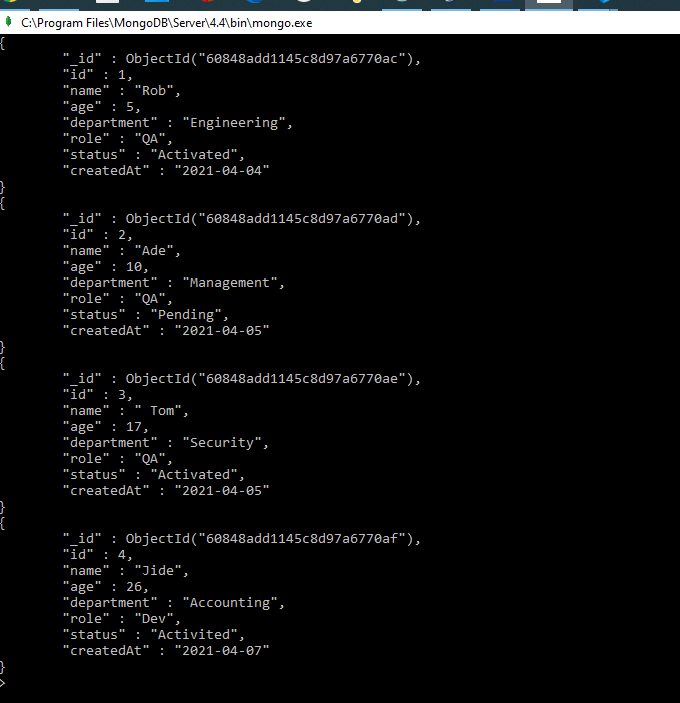 C:\Program Files\MongoDB\Server\4.4\bin\mongo.exe
{
"_id" : ObjectId("60848add1145c8d97a6770ac"),
"id" : 1,
"name" : "Rob",
"age" : 5,
"department" : "Engineering",
"role" : "QA",
"status" : "Activated",
"createdAt" : "2021-04-04"
}
{
"_id" : ObjectId("60848add1145c8d97a6770ad"),
"id" : 2,
"name" : "Ade",
"age" : 10,
"department" : "Management",
"role" : "QA",
"status" : "Pending",
"createdAt" : "2021-04-05"
}
{
"_id" : ObjectId("60848add1145c8d97a6770ae"),
"id" : 3,
"name" : " Tom",
"age" : 17,
"department" : "Security",
"role" : "QA",
"status" : "Activated",
"createdAt" : "2021-04-05"
}
{
"_id" : ObjectId("60848add1145c8d97a6770af"),
"id" : 4,
"name" : "Jide",
"age" : 26,
"department" : "Accounting",
"role" : "Dev",
"status" : "Activited",
"createdAt" : "2021-04-07"
}
>